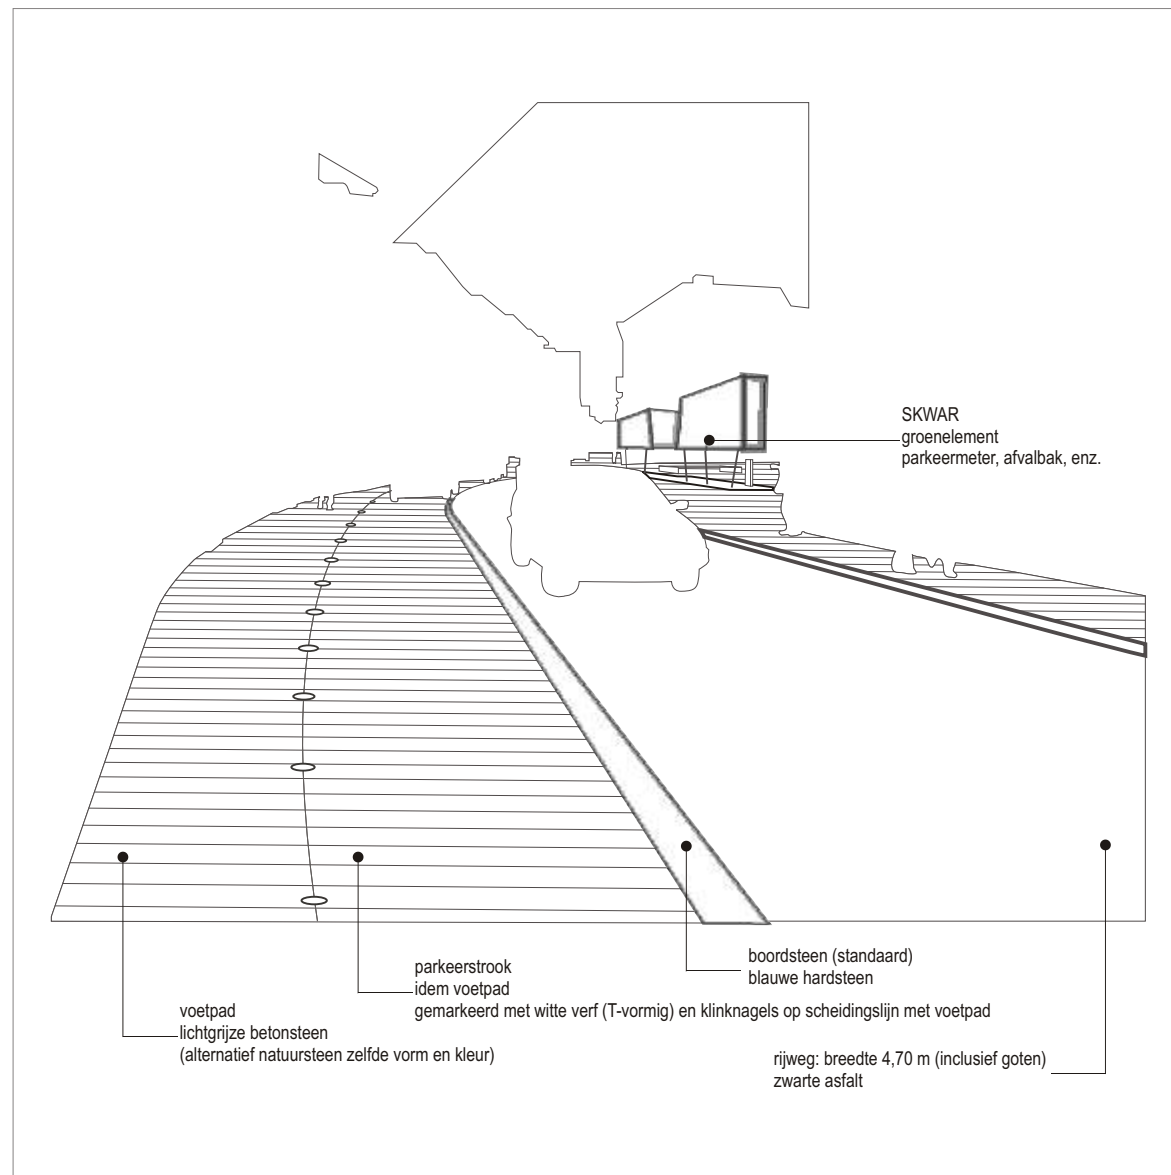 SKWAR
groenelement
parkeermeter, afvalbak, enz.
boordsteen (standaard)
blauwe hardsteen
parkeerstrook
idem voetpad
gemarkeerd met witte verf (T-vormig) en klinknagels op scheidingslijn met voetpad
voetpad
lichtgrijze betonsteen
(alternatief natuursteen zelfde vorm en kleur)
rijweg: breedte 4,70 m (inclusief goten)
zwarte asfalt